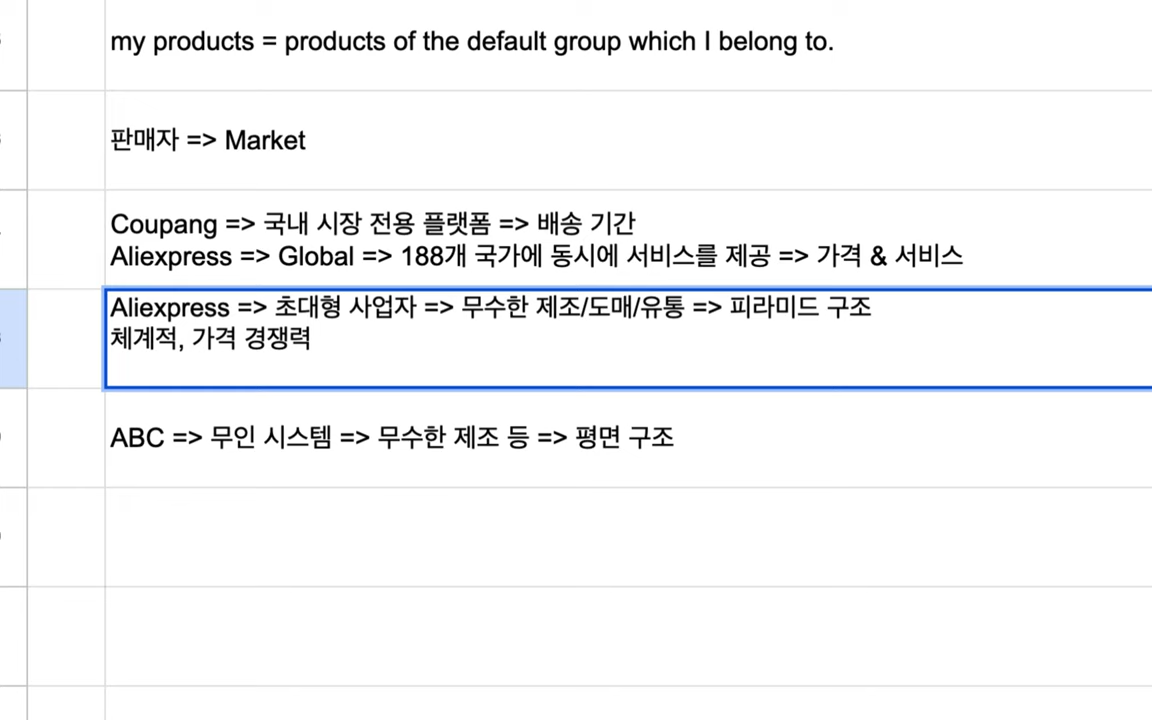 my products = products of the default group which I belong to.
판매자 => Market
Coupang => 국내 시장 전용 플랫폼 => 배송 기간
Aliexpress => Global => 188개 국가에 동시에 서비스를 제공 => 가격 & 서비스
Aliexpress => 초대형 사업자 => 무수한 제조/도매/유통 => 피라미드 구조
체계적, 가격 경쟁력
ABC => 무인 시스템 => 무수한 제조 등 => 평면 구조